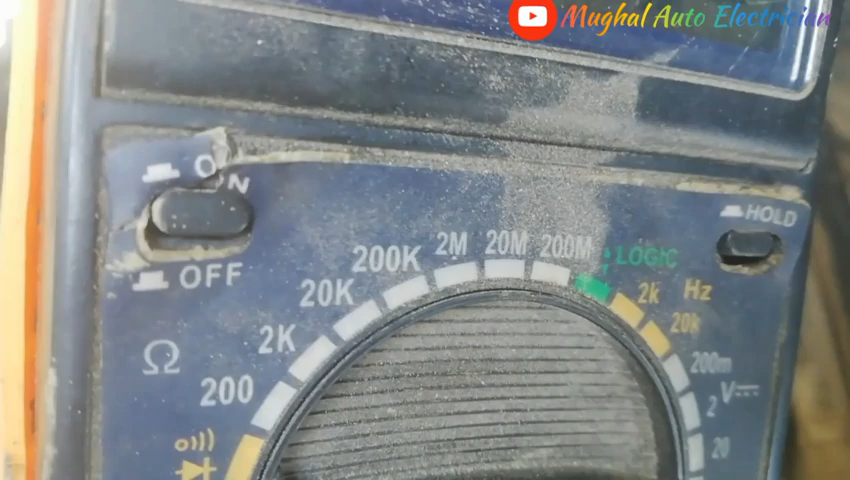 Mughal Auto Electrician
ON
HOLD
OFF
200K
2M
20M
200M
LOGIC
20K
2k
Hz
2K
20k
Ω
200m
200
2
V
20